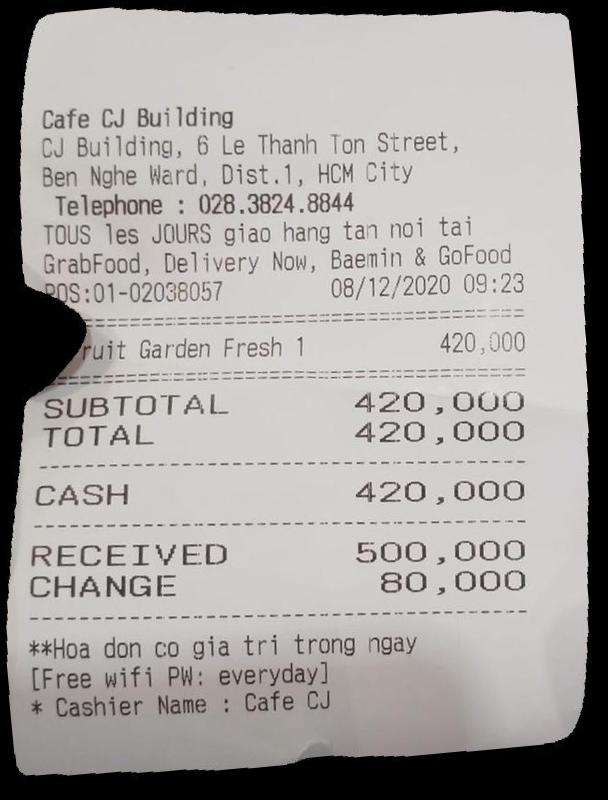 Cafe CJ Building
CJ Building, 6 Le Thanh Ton Street,
Ben Nghe Ward, Dist.1, HCM City
Telephone : 028.3824.8844
TOUS les JOURS giao hang tan noi tai
GrabFood, Delivery Now, Baemin & GoFood
POS:01-02038057 08/12/2020 09:23
Garden Fresh 1 420,000
SUBTOTAL 420,000
TOTAL 420,000
CASH 420,000
RECEIVED 500,000
CHANGE 80,000
**Hoa don co gia tri trong ngay
[Free wifi PW: everyday]
* Cashier Name : Cafe CJ